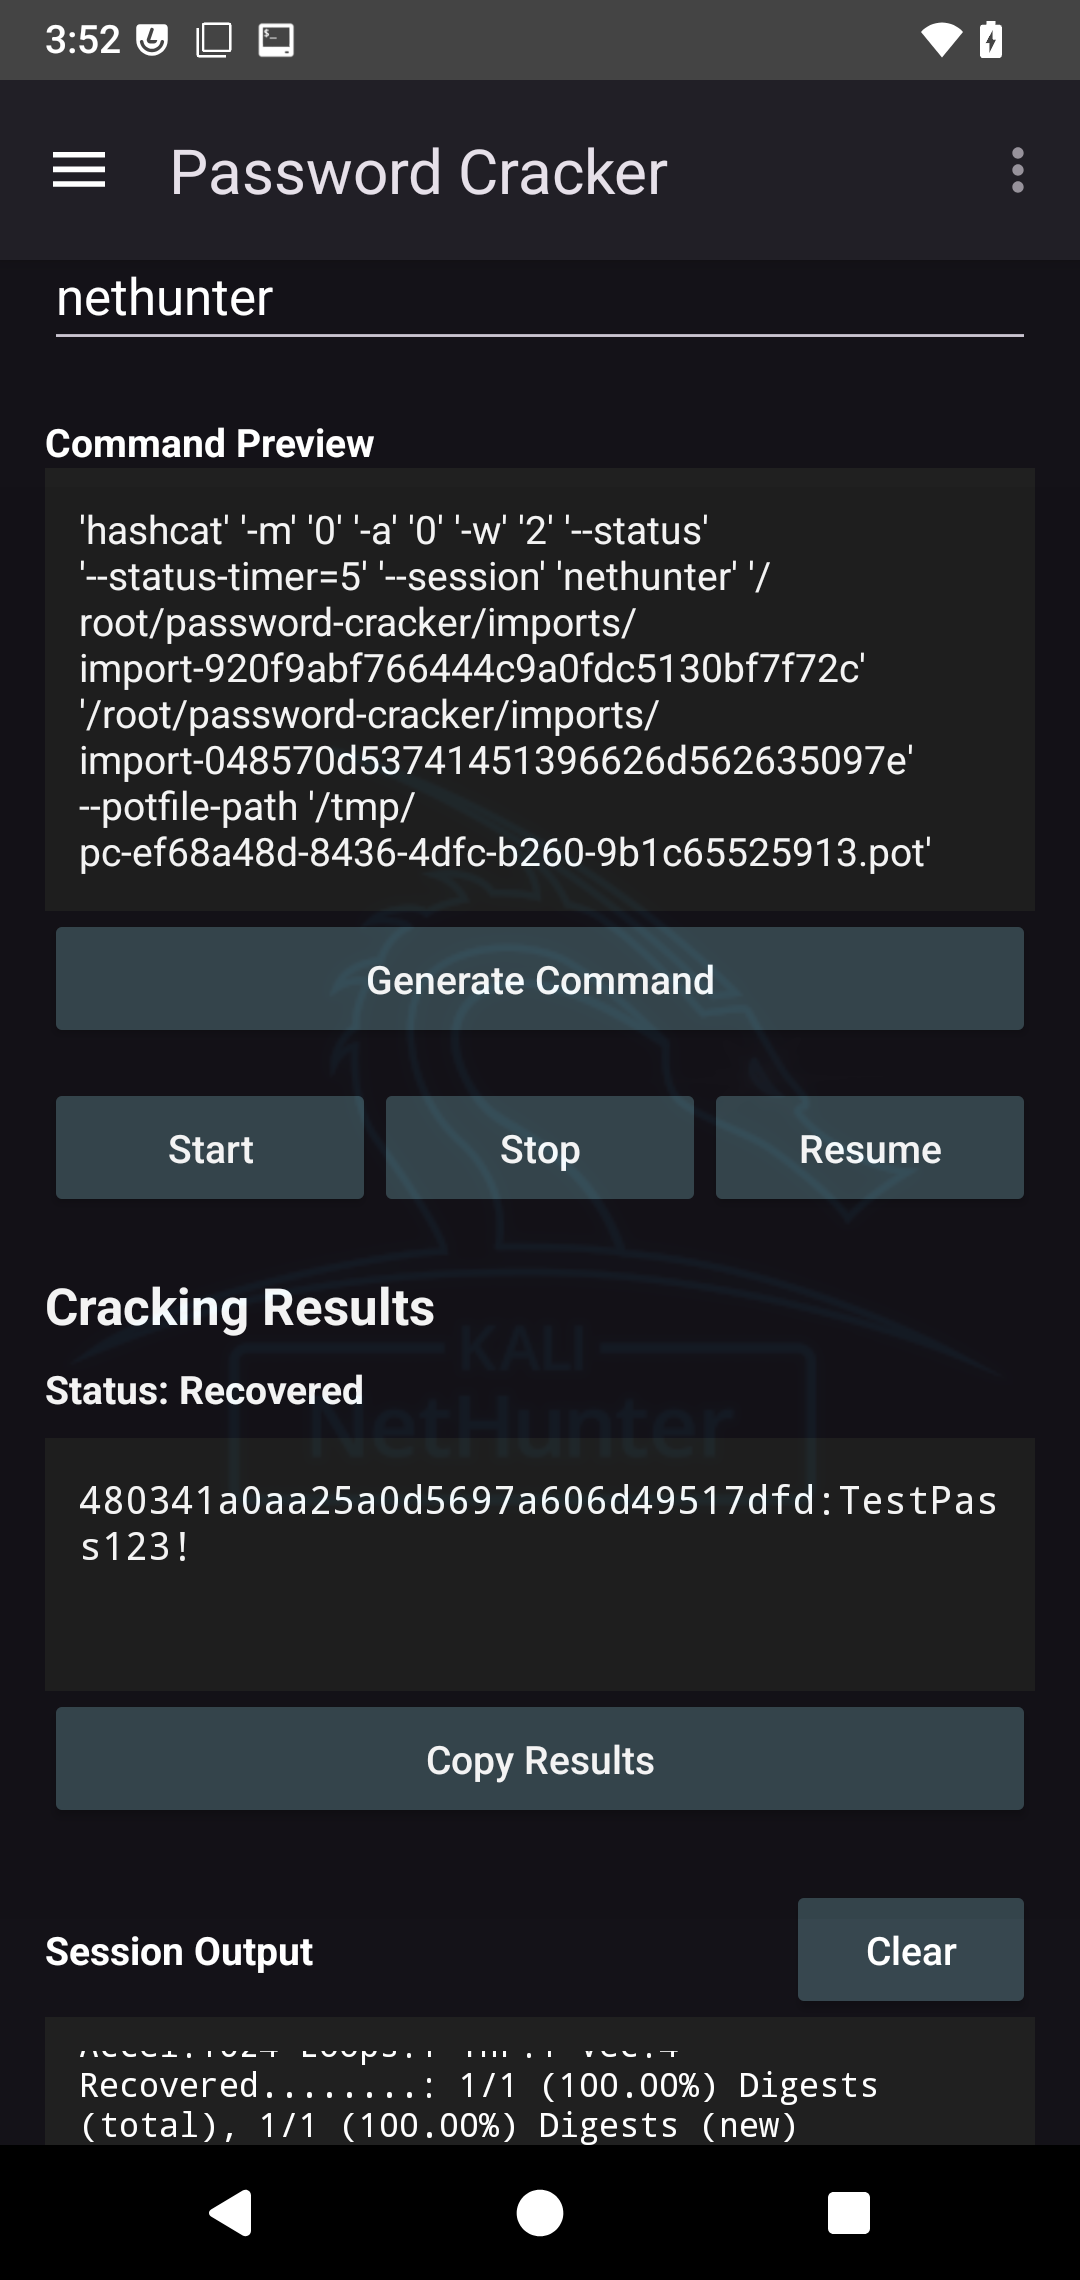 3:52
Password Cracker
nethunter
Command Preview
'hashcat' '-m' '0' '-a' '0' '-w' '2' '--status'
'--status-timer=5' '--session' 'nethunter' '/
root/password-cracker/imports/
import-920f9abf766444c9a0fdc5130bf7f72c'
'/root/password-cracker/imports/
import-048570d53741451396626d562635097e'
--potfile-path '/tmp/
pc-ef68a48d-8436-4dfc-b260-9b1c65525913.pot'
Generate Command
Start Stop Resume
Cracking Results
KALI
Status: Recovered
NetHunter
480341a0aa25a0d5697a606d49517dfd:TestPas
s123!
Copy Results
Session Output
Clear
Recovered........: 1/1 (100.00%) Digests
(total), 1/1 (100.00%) Digests (new)